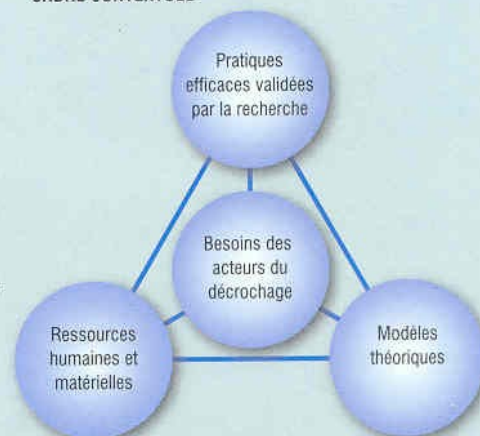 Pratiques
efficaces validées
par la recherche
Besoins des
acteurs du
décrochage
Ressources
humaines et
matérielles
Modèles
théoriques